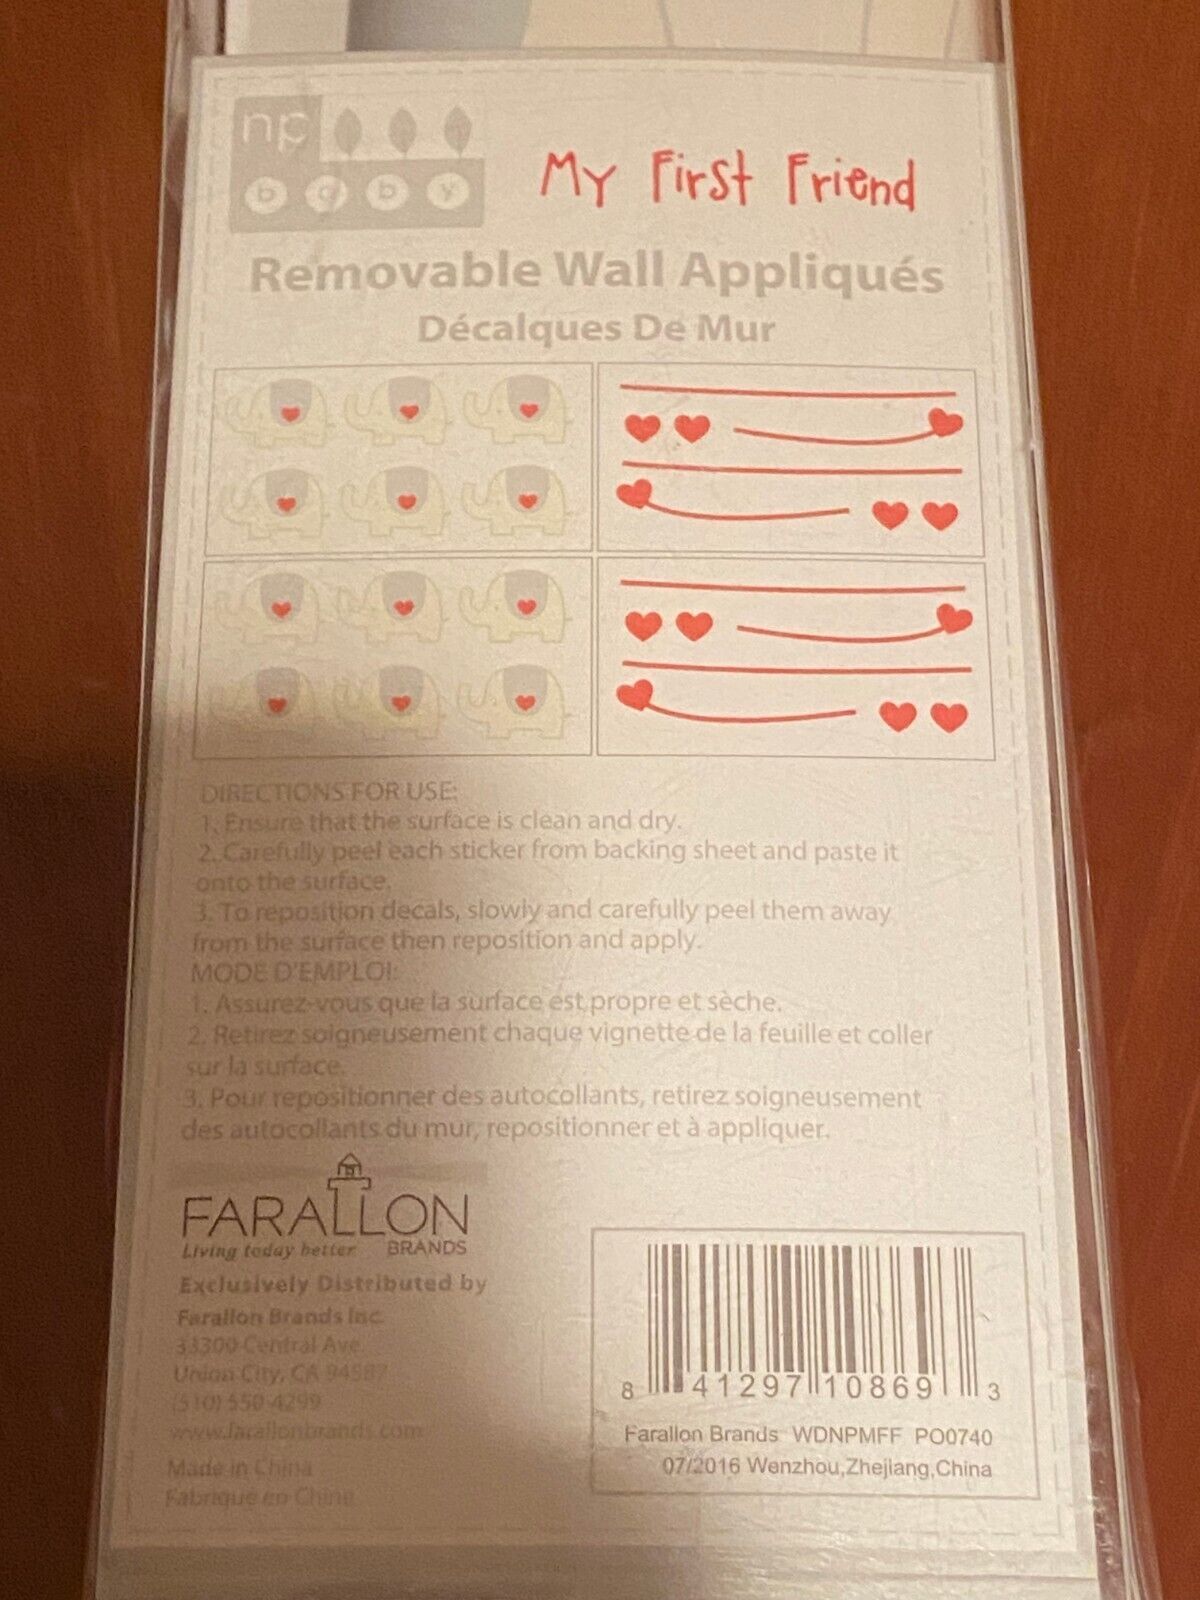 np
baby
My First Friend
Removable Wall Appliqués
Décalques De Mur
DIRECTIONS FOR USE:
1. Ensure that the surface is clean and dry.
2. Carefully peel each sticker from backing sheet and paste it
onto the surface.
3. To reposition decals, slowly and carefully peel them away
from the surface then reposition and apply.
MODE D'EMPLOI:
1. Assurez-vous que la surface est propre et sèche.
2. Retirez soigneusement chaque vignette de la feuille et coller
sur la surface.
3. Pour repositionner des autocollants, retirez soigneusement
des autocollants du mur, repositionner et à appliquer.
FARALLON
Living today better BRANDS
Exclusively Distributed by
Farallon Brands Inc.
33300 Central Ave.
Union City, CA 94587
(510) 550-4299
www.farallonbrands.com
Made in China
Fabriqué en Chine
8 41297 10869 3
Farallon Brands WDNPMFF PO0740
07/2016 Wenzhou,Zhejiang,China